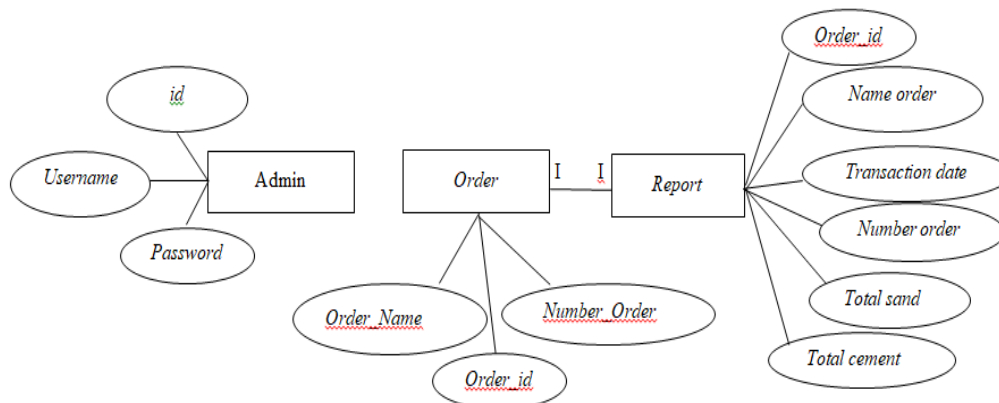 id
Username
Password
Admin
Order
I I
Report
Order_Name
Order_id
Number_Order
Order_id
Name order
Transaction date
Number order
Total sand
Total cement